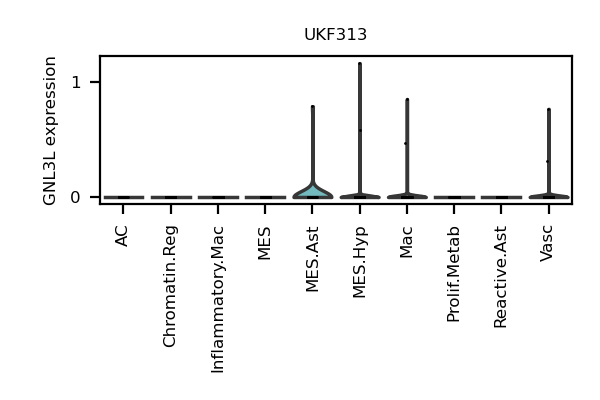 UKF313
GNL3L expression
1
0
AC
Chromatin.Reg
Inflammatory.Mac
MES
MES.Ast
MES.Hyp
Mac
Prolif.Metab
Reactive.Ast
Vasc